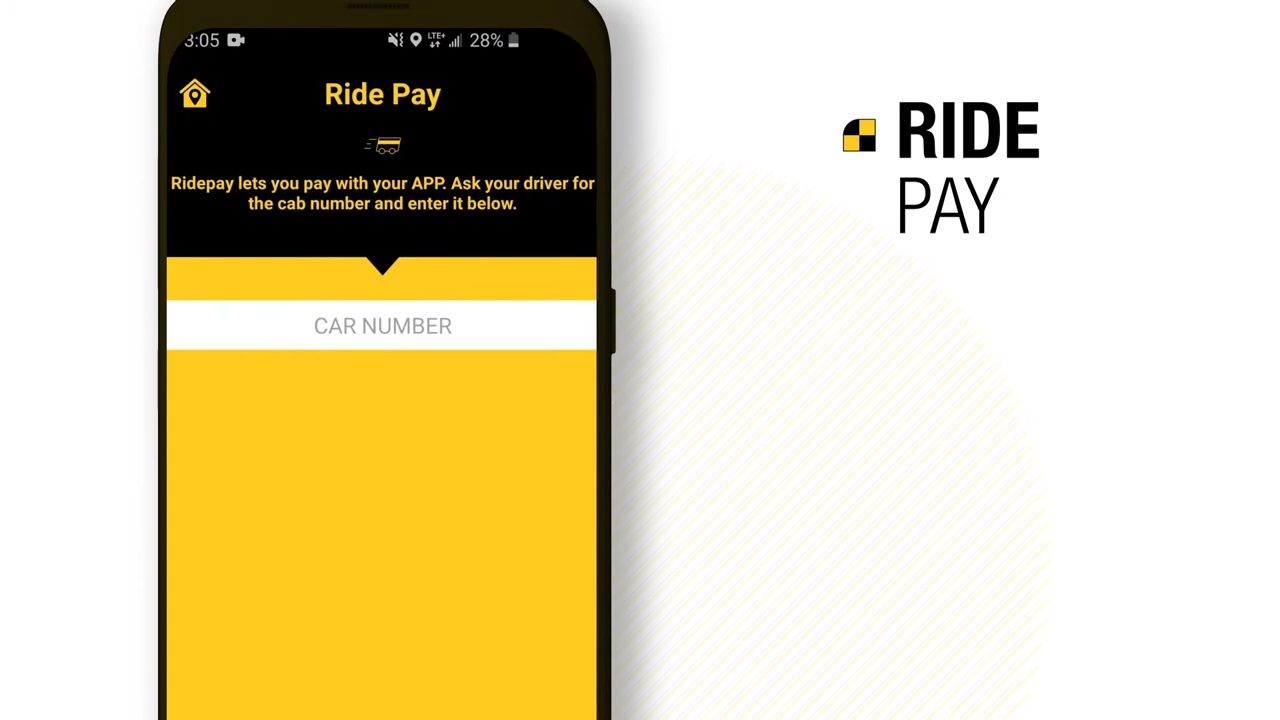 3:05
LTE+
28%
Ride Pay
Ridepay lets you pay with your APP. Ask your driver for
the cab number and enter it below.
CAR NUMBER
RIDE
PAY